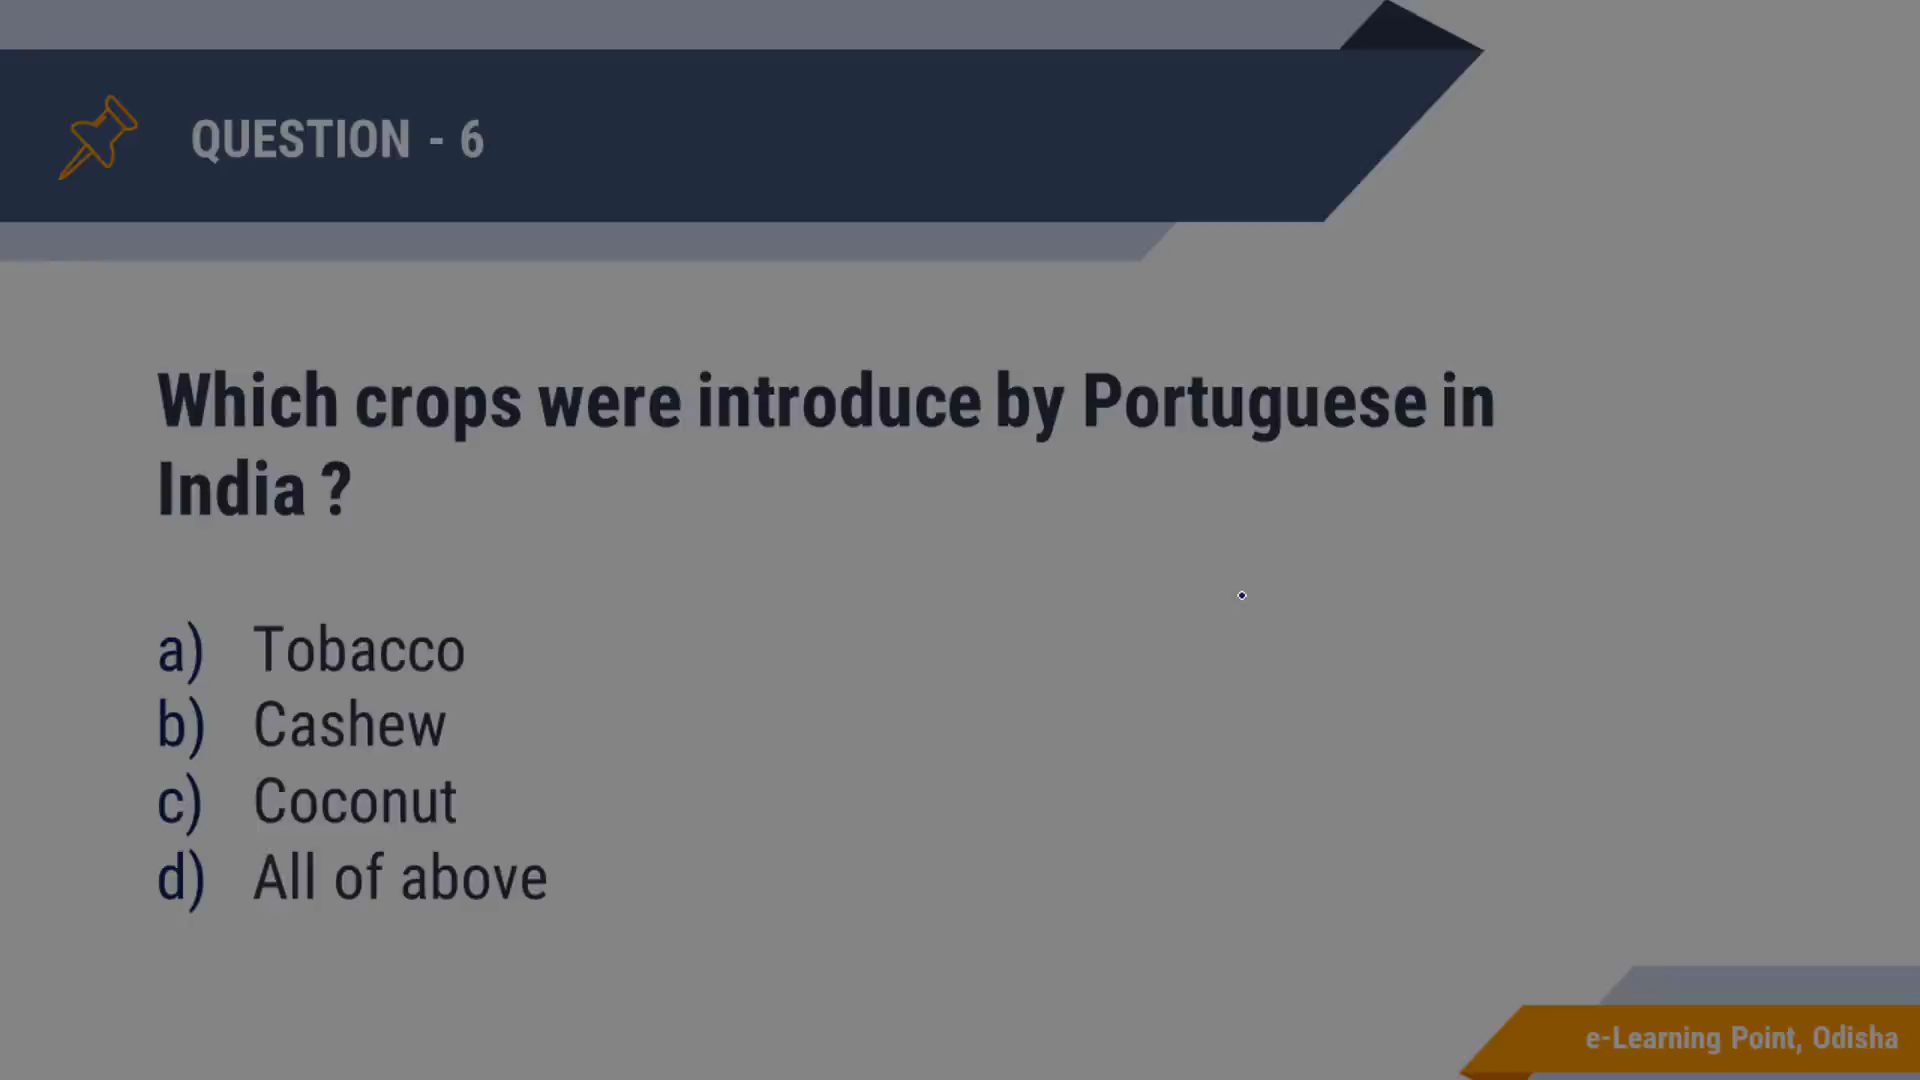 QUESTION - 6
Which crops were introduce by Portuguese in
India ?
a) Tobacco
b) Cashew
c) Coconut
d) All of above
e-Learning Point, Odisha